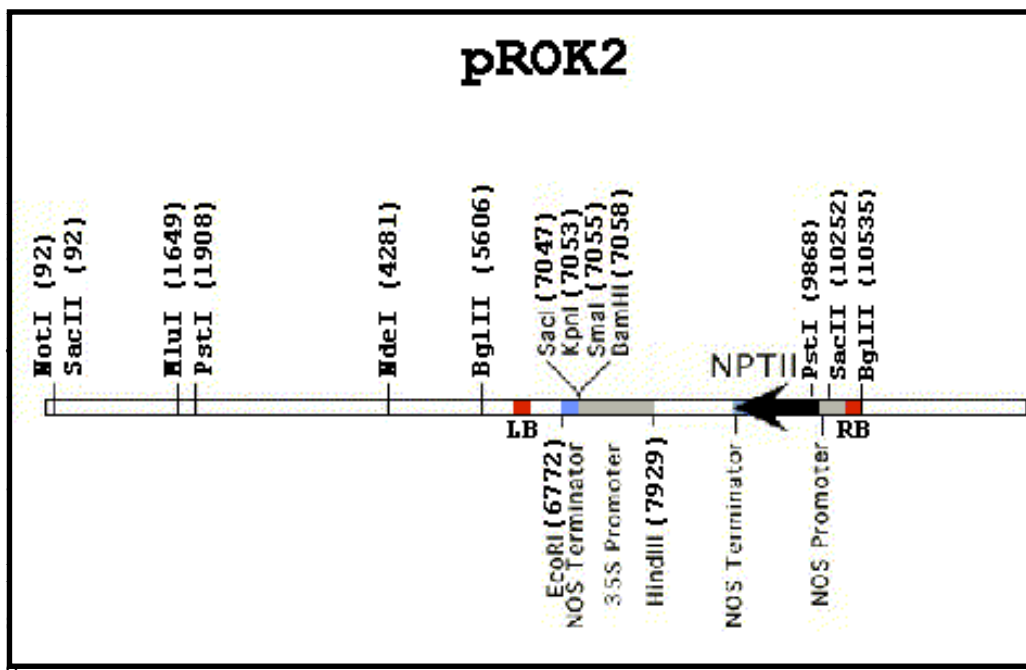 pROK2
NotI (92)
SacII (92)
MluI (1649)
PstI (1908)
NdeI (4281)
BglII (5606)
SacI (7047)
KpnI (7053)
SmaI (7055)
BamHI (7058)
PstI (9868)
SacII (10252)
BglII (10535)
NPTII
LB
RB
EcoRI (6772)
NOS Terminator
35S Promoter
HindIII (7929)
NOS Terminator
NOS Promoter